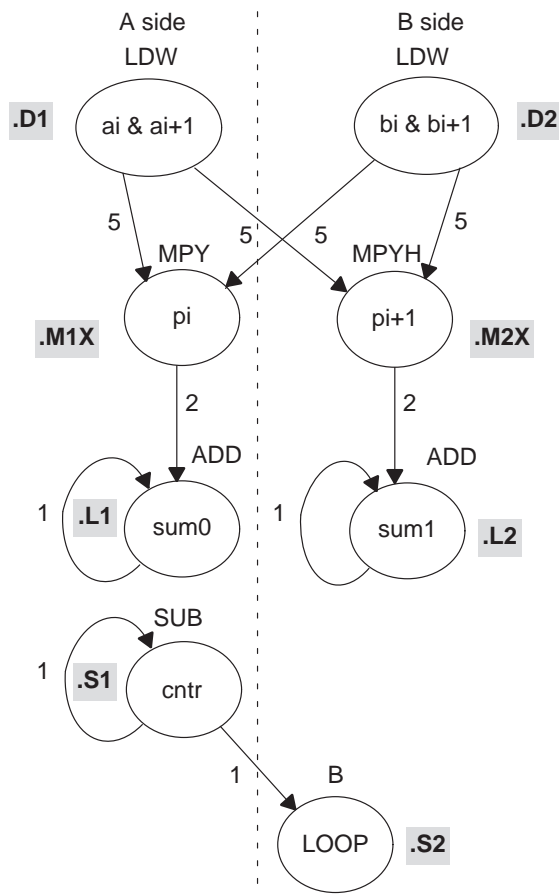 A side
B side
LDW
LDW
.D1
ai & ai+1
bi & bi+1
.D2
5
5
5
5
MPY
MPYH
pi
pi+1
.M1X
.M2X
2
2
ADD
ADD
1
.L1
sum0
1
sum1
.L2
SUB
1
.S1
cntr
1
B
LOOP
.S2